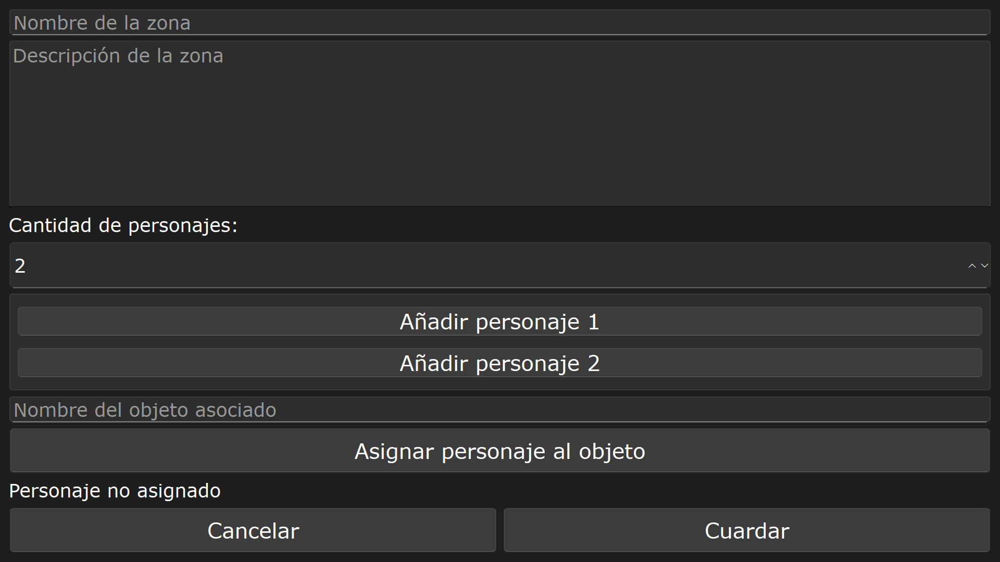 Nombre de la zona
Descripción de la zona
Cantidad de personajes:
2
Añadir personaje 1
Añadir personaje 2
Nombre del objeto asociado
Asignar personaje al objeto
Personaje no asignado
Cancelar
Cuardar